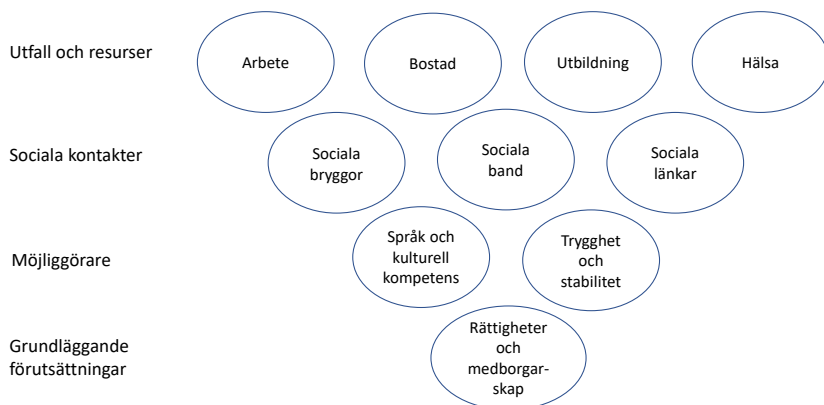 Utfall och resurser
Arbete
Bostad
Utbildning
Hälsa
Sociala kontakter
Sociala
bryggor
Sociala
band
Sociala
länkar
Möjliggörare
Språk och
kulturell
kompetens
Trygghet
och
stabilitet
Grundläggande
förutsättningar
Rättigheter
och
medborgar-
skap